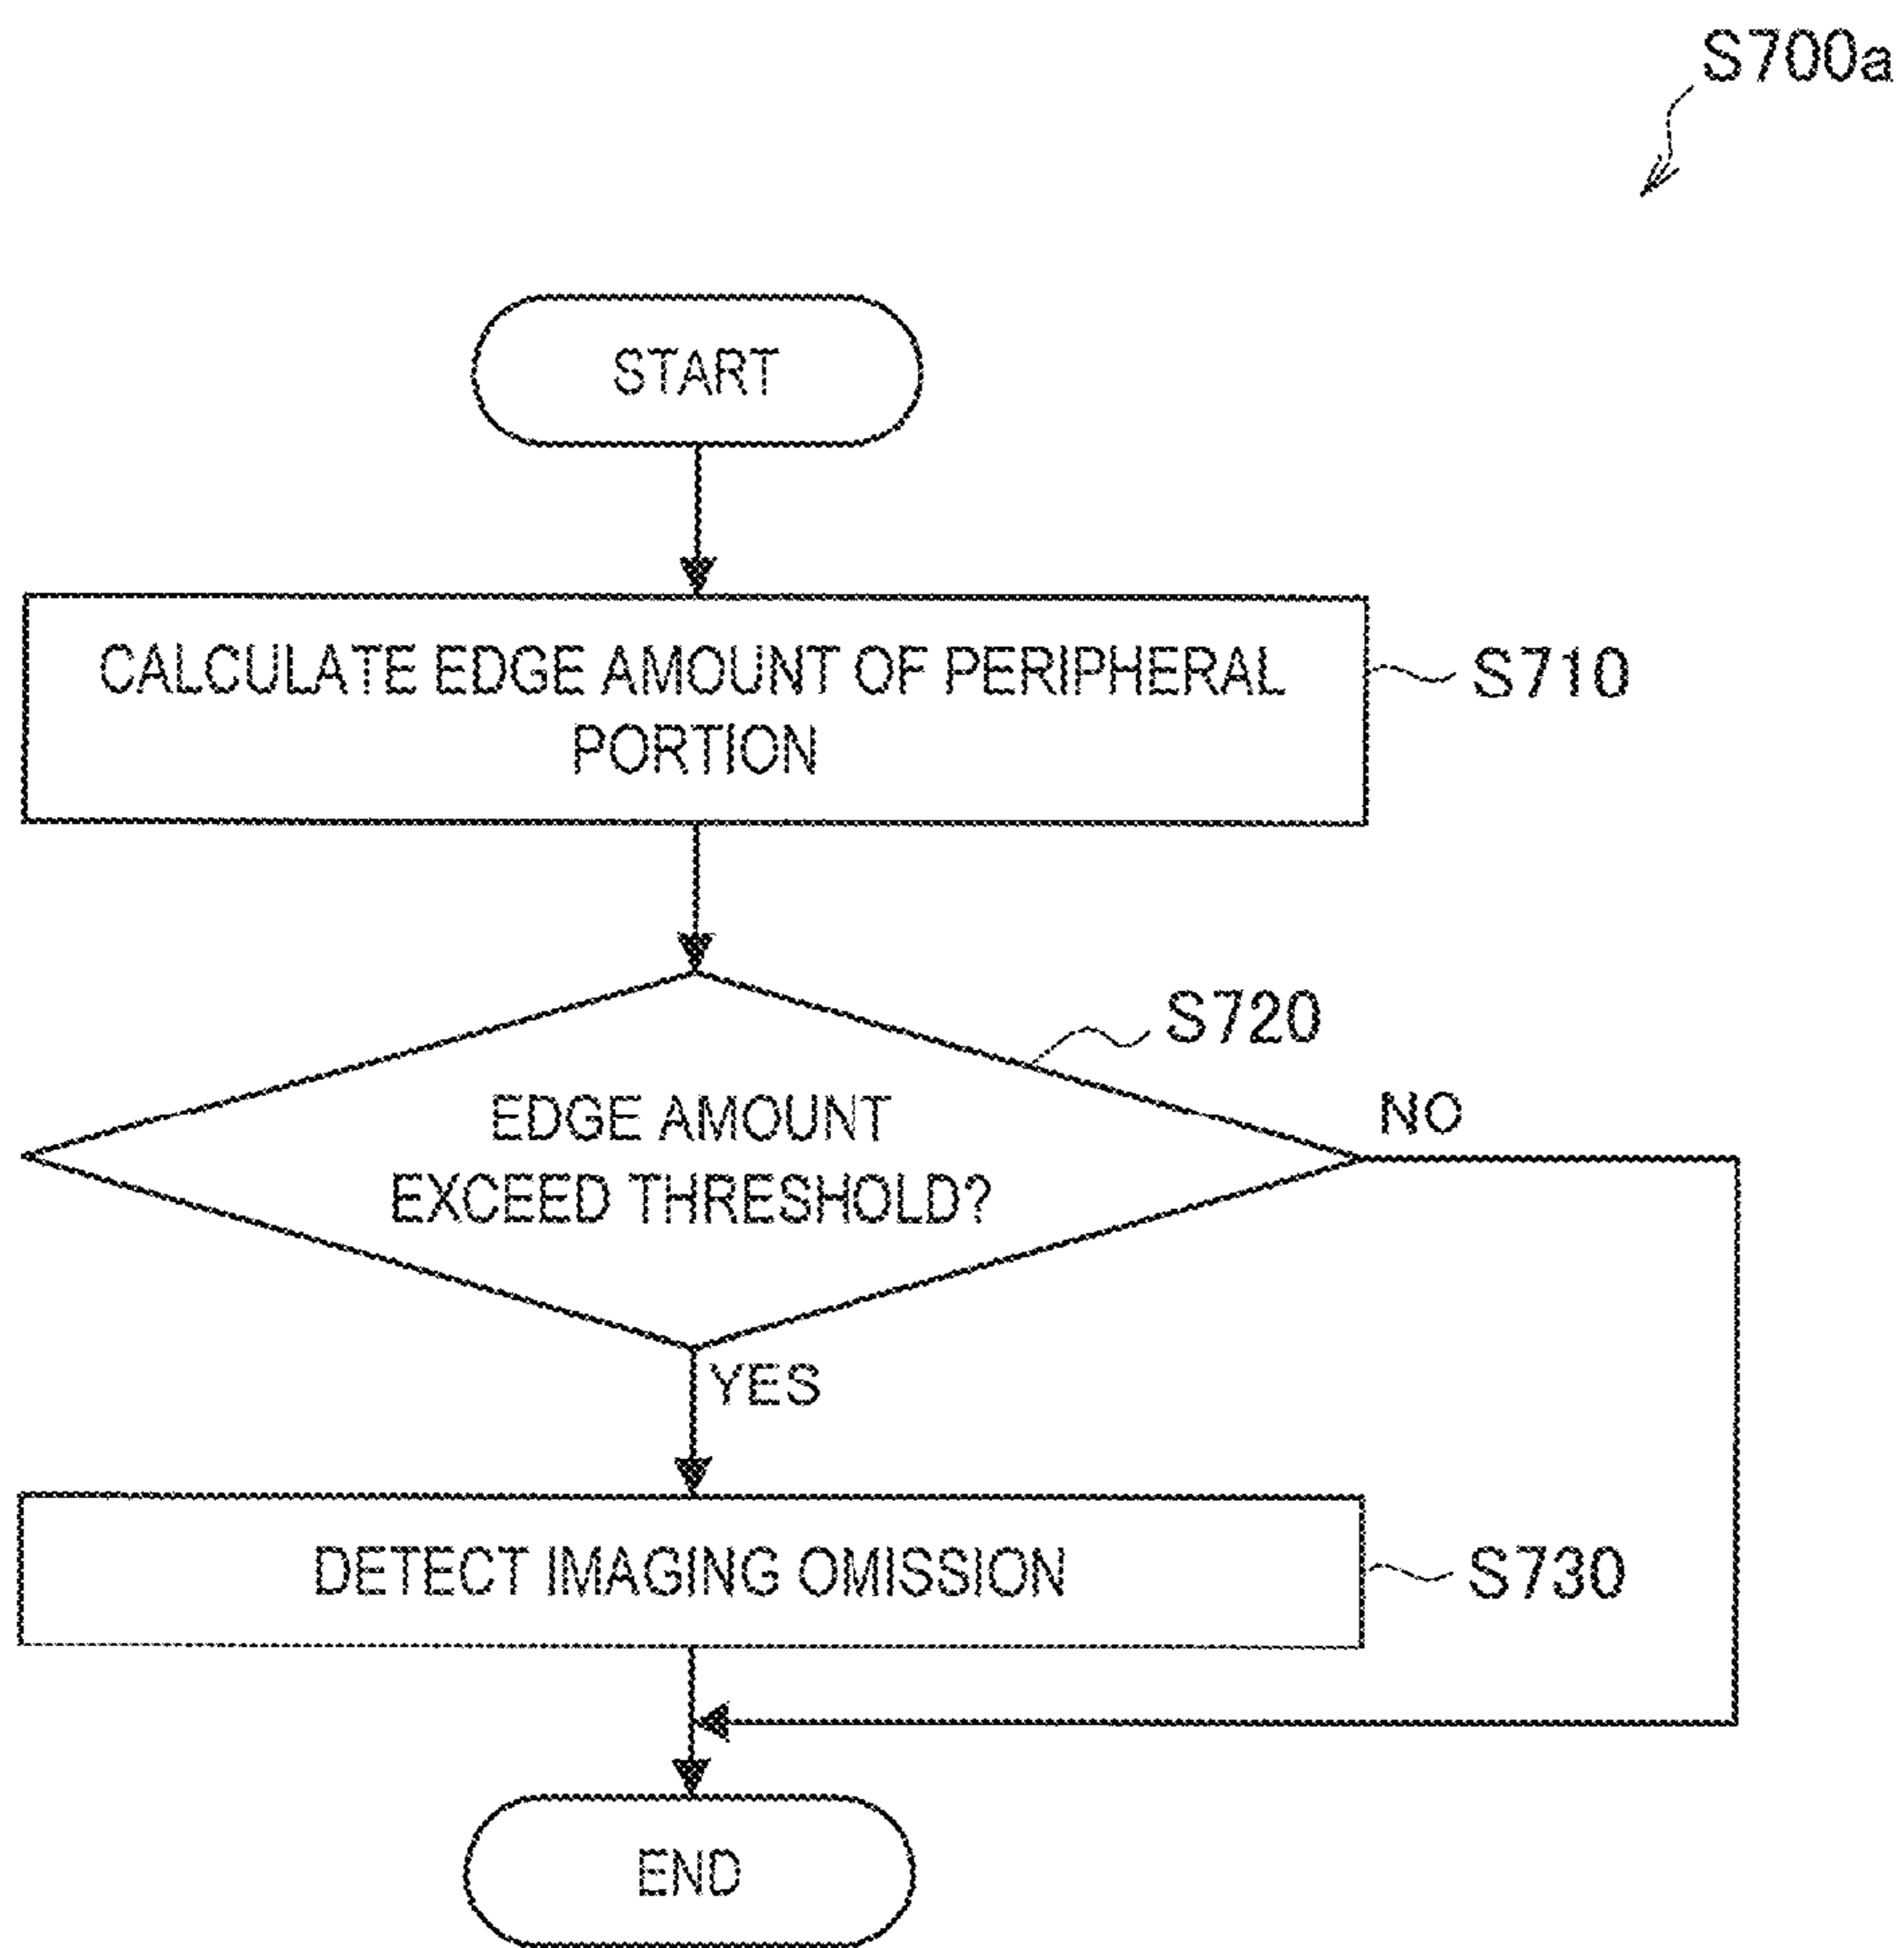 S700a
START
CALCULATE EDGE AMOUNT OF PERIPHERAL
PORTION
S710
S720
EDGE AMOUNT
EXCEED THRESHOLD?
NO
YES
DETECT IMAGING OMISSION
S730
END